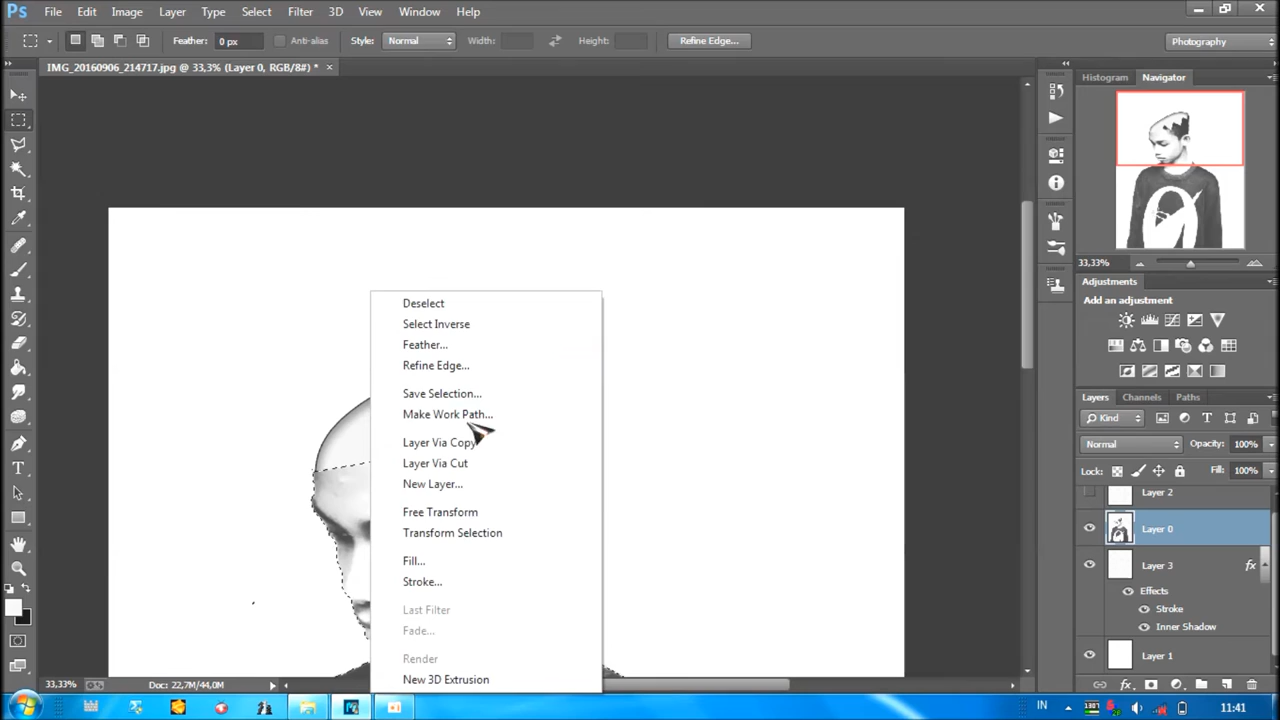 Ps File Edit Image Layer Type Select Filter 3D View Window Help
Feather: 0 px Anti-alias Style: Normal Width: Height: Refine Edge... Photography
IMG_20160906_214717.jpg @ 33,3% (Layer 0, RGB/8#) * ×
Histogram Navigator
33,33%
Adjustments
Add an adjustment
Layers Channels Paths
Kind
Normal Opacity: 100%
Lock: Fill: 100%
Layer 2
Layer 0
Layer 3 fx
Effects
Stroke
Inner Shadow
Layer 1
Deselect
Select Inverse
Feather...
Refine Edge...
Save Selection...
Make Work Path...
Layer Via Copy
Layer Via Cut
New Layer...
Free Transform
Transform Selection
Fill...
Stroke...
Last Filter
Fade...
Render
New 3D Extrusion
33,33% Doc: 22,7M/44,0M
IN 11:41